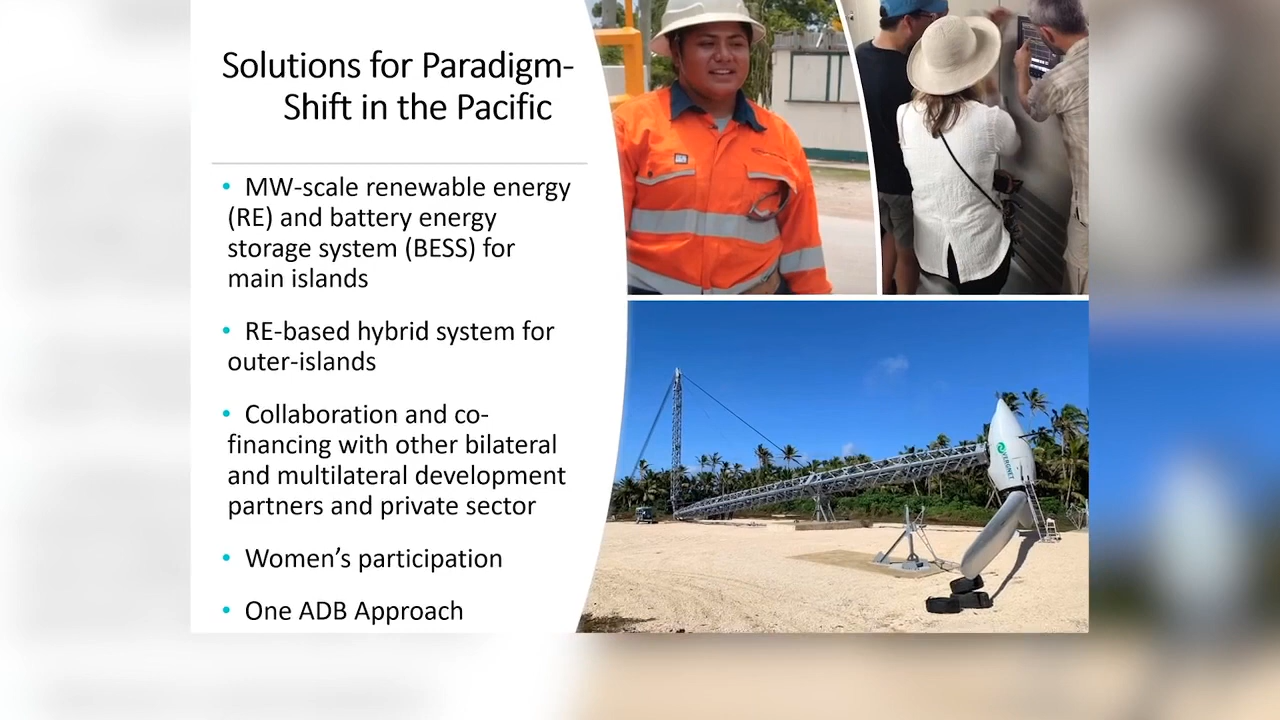 Solutions for Paradigm-
Shift in the Pacific
• MW-scale renewable energy
(RE) and battery energy
storage system (BESS) for
main islands
• RE-based hybrid system for
outer-islands
• Collaboration and co-
financing with other bilateral
and multilateral development
partners and private sector
• Women’s participation
• One ADB Approach
VERGNET